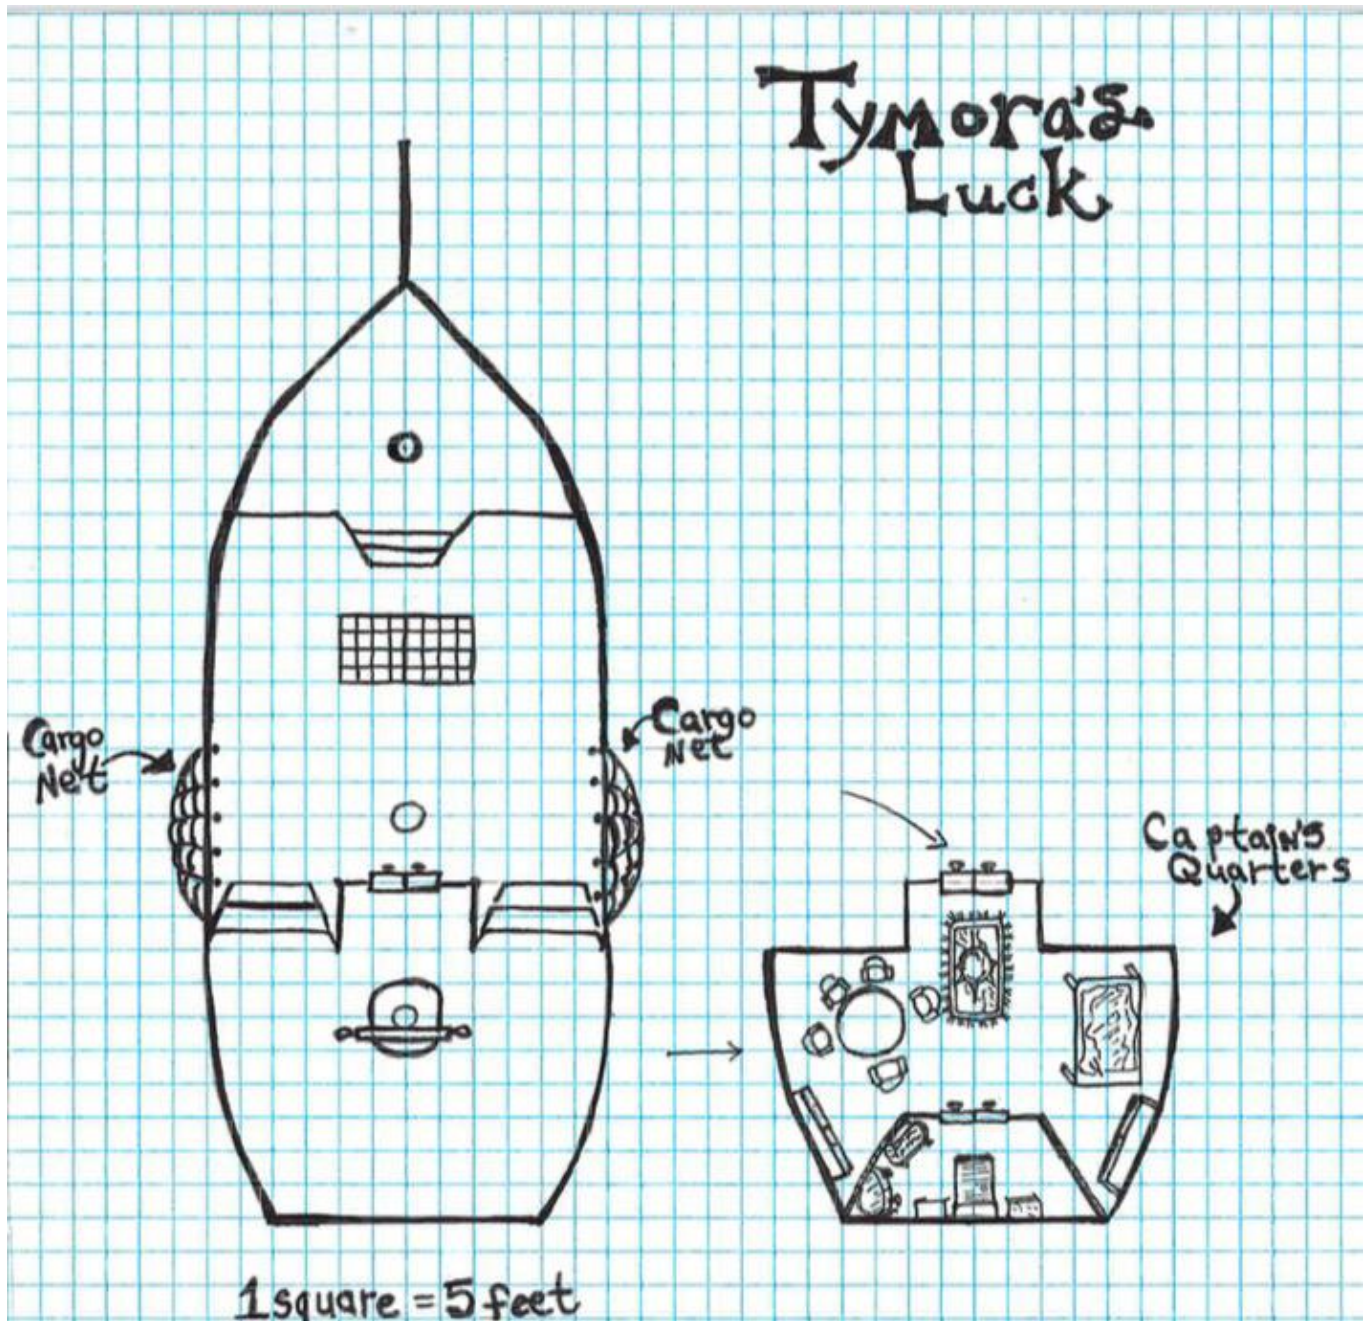 Tymora's
Luck
Cargo
Net
Cargo
Net
Captain's
Quarters
1 square = 5 feet